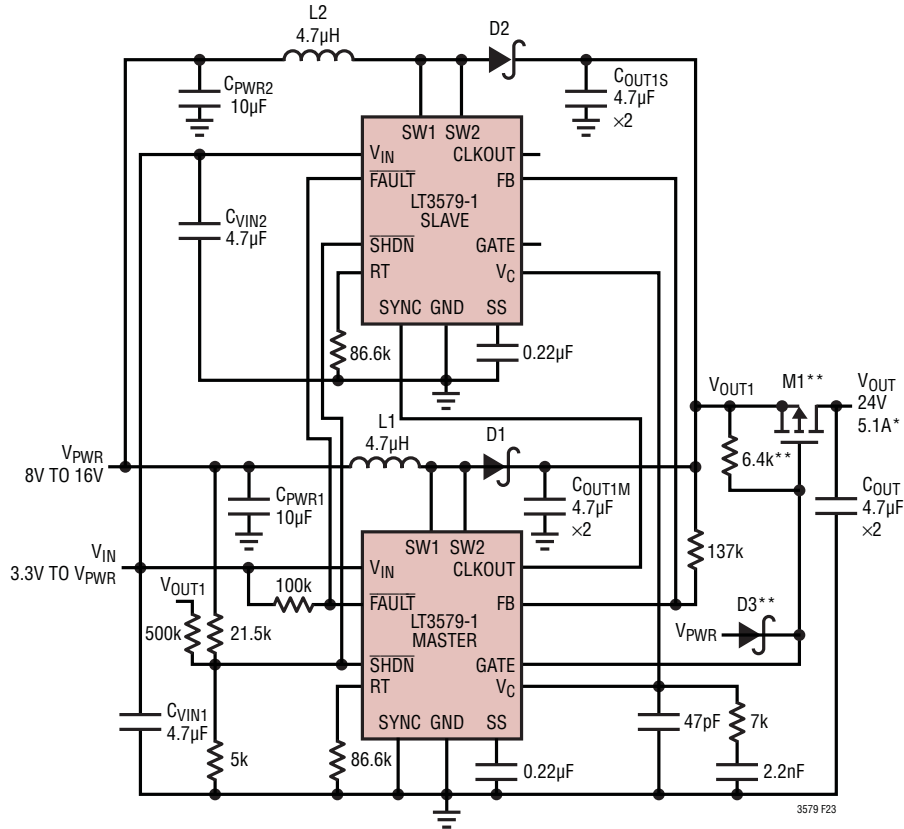 L2
4.7µH
D2
CPWR2
10µF
COUT1S
4.7µF
×2
SW1 SW2
VIN
CLKOUT
FAULT
FB
LT3579-1
SLAVE
CVIN2
4.7µF
SHDN
GATE
RT
VC
SYNC GND SS
86.6k
0.22µF
VOUT1
M1**
VOUT
24V
5.1A*
L1
4.7µH
D1
VPWR
8V TO 16V
6.4k**
CPWR1
10µF
COUT1M
4.7µF
×2
COUT
4.7µF
×2
SW1 SW2
VIN
3.3V TO VPWR
VIN
CLKOUT
137k
VOUT1
100k
FAULT
FB
D3**
500k
21.5k
LT3579-1
MASTER
VPWR
SHDN
GATE
RT
VC
CVIN1
4.7µF
SYNC GND SS
47pF
7k
5k
86.6k
0.22µF
2.2nF
3579 F23